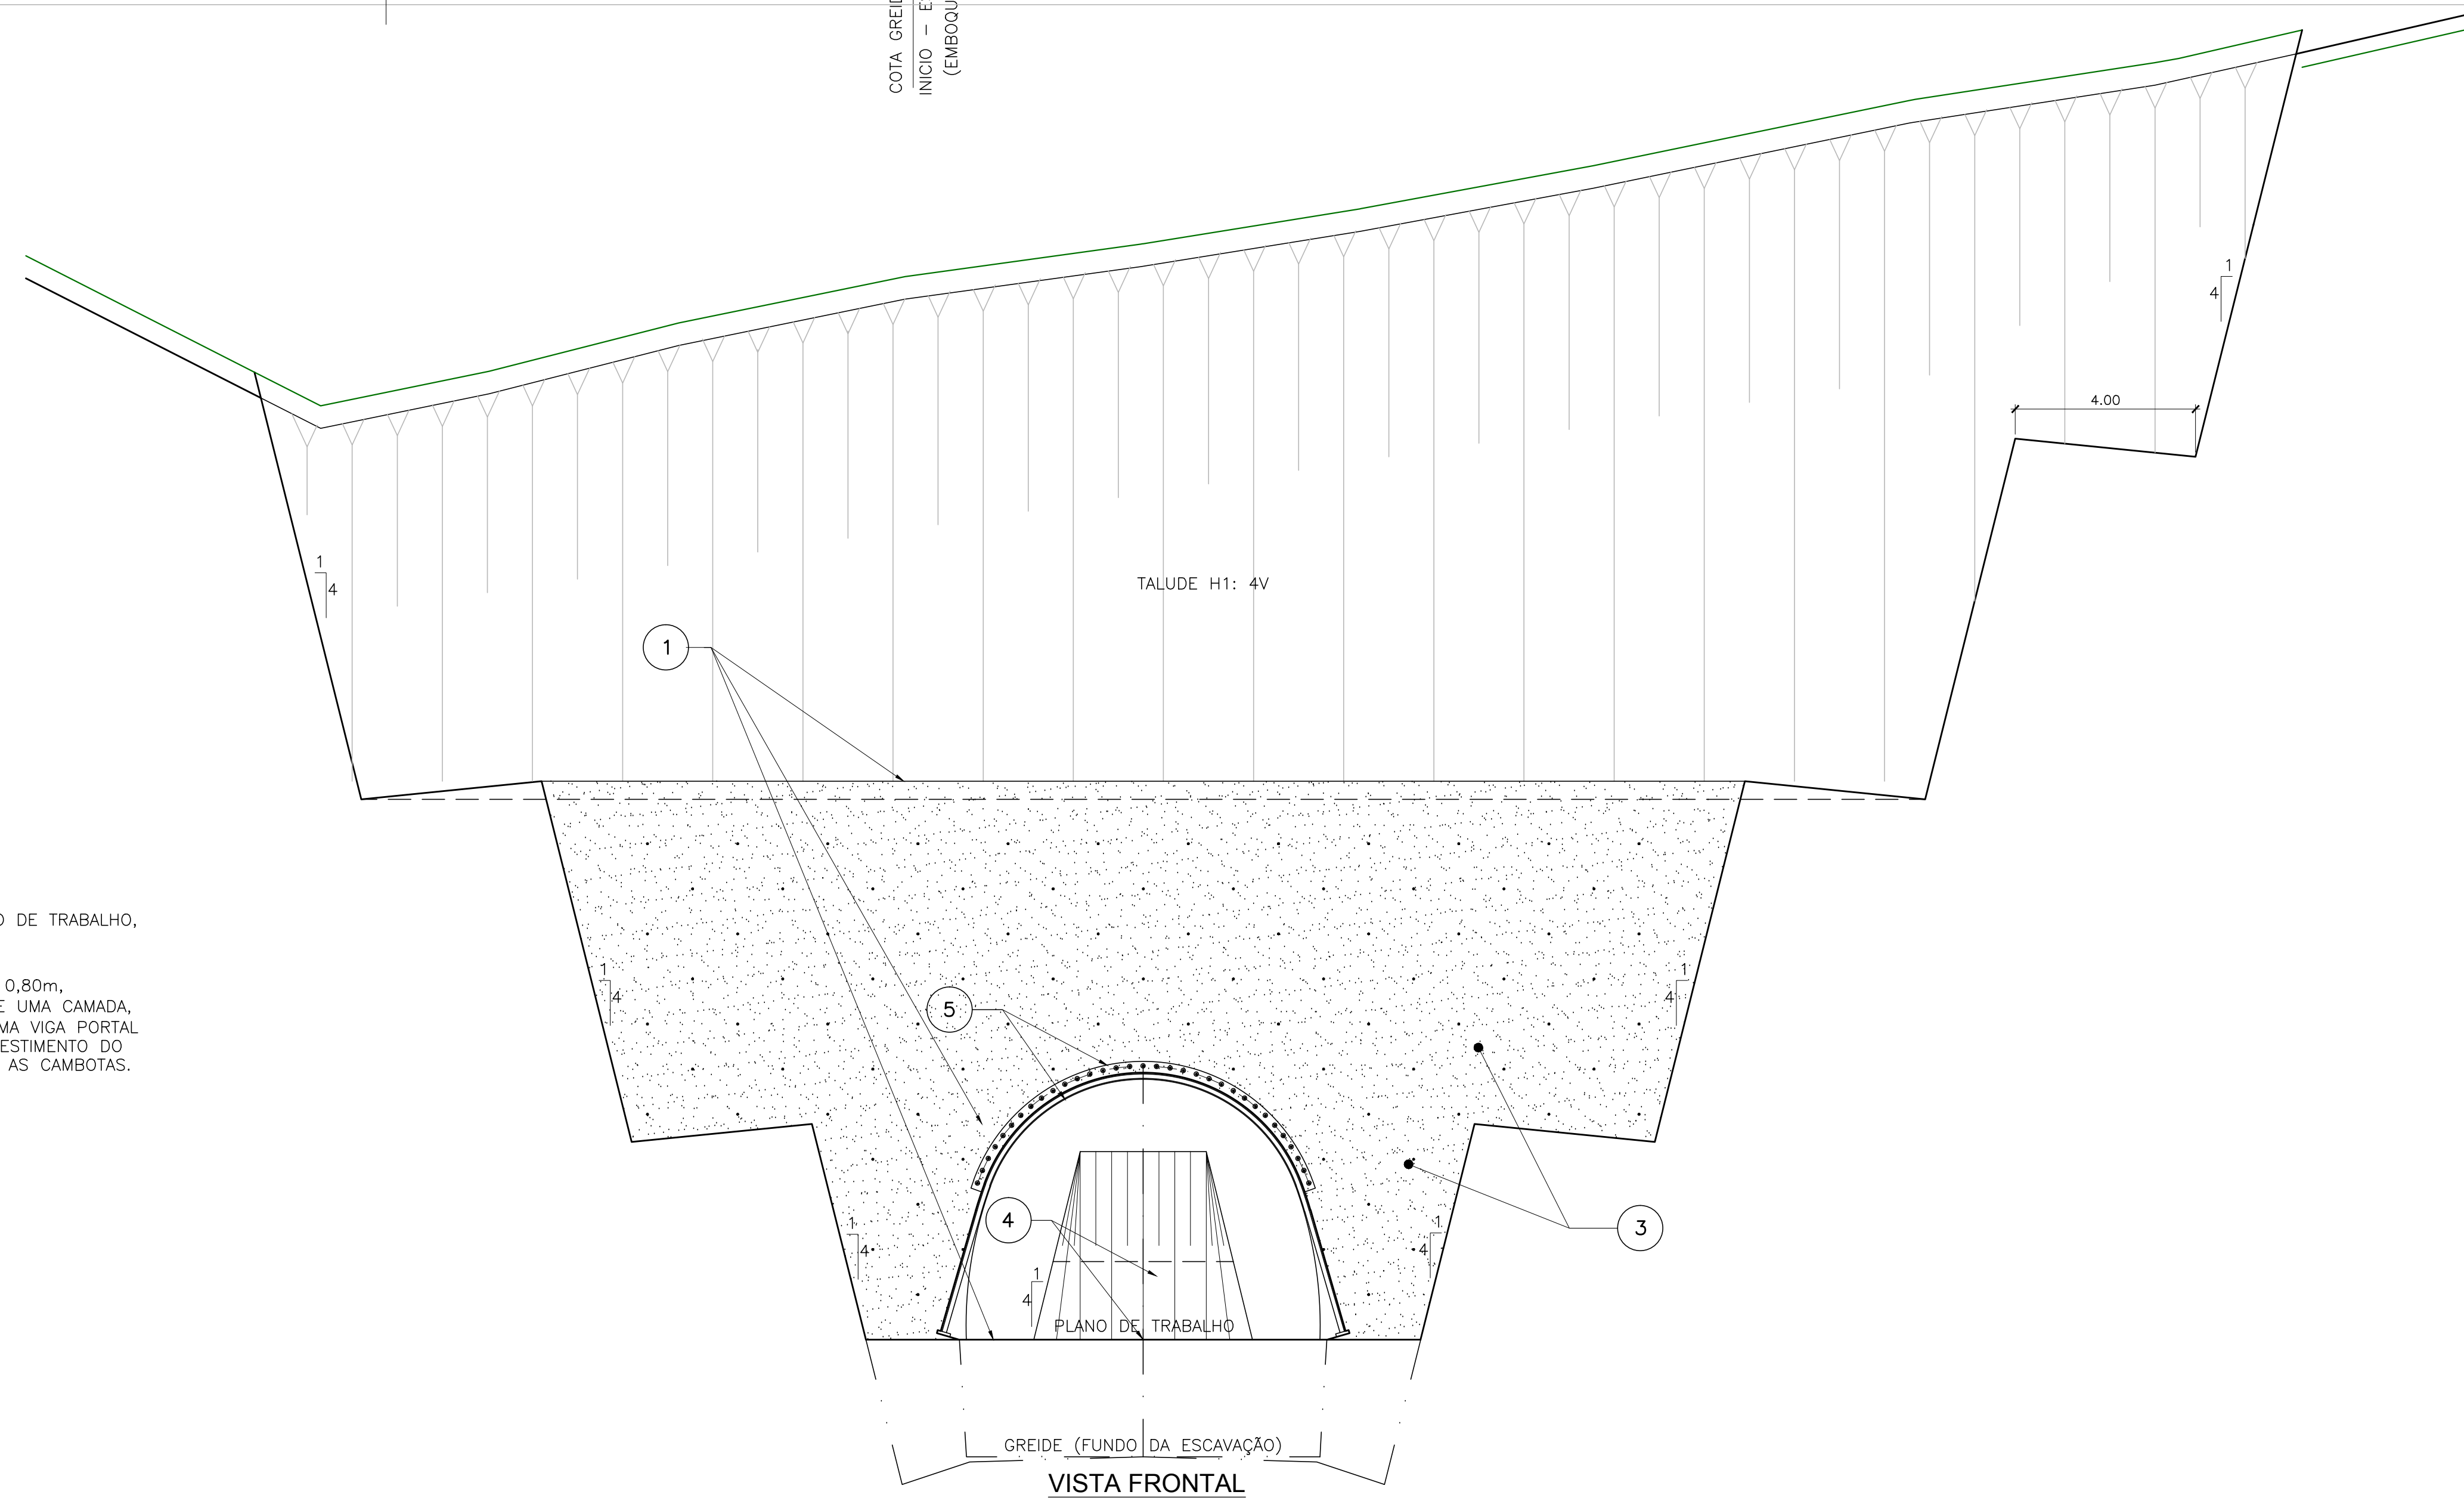 COTA GREID
INICIO - E
(EMBOQU
1
4
4.00
1
4
TALUDE H1: 4V
1
O DE TRABALHO,
0,80m,
E UMA CAMADA,
MA VIGA PORTAL
ESTIMENTO DO
AS CAMBOTAS.
1
4
1
4
5
1
4
4
1
4
3
1
4
PLANO DE TRABALHO
GREIDE (FUNDO DA ESCAVAÇÃO)
VISTA FRONTAL